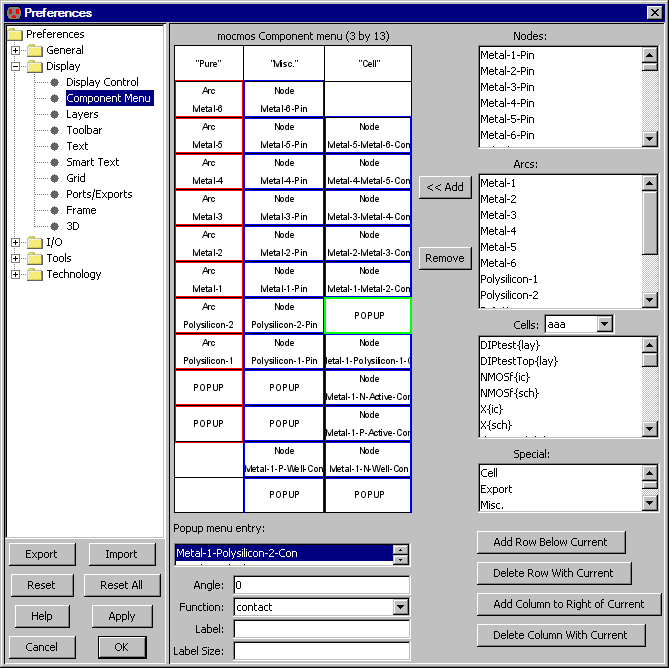 Preferences
Preferences
General
Display
Display Control
Component Menu
Layers
Toolbar
Text
Smart Text
Grid
Ports/Exports
Frame
3D
I/O
Tools
Technology
Export Import
Reset Reset All
Help Apply
Cancel OK
mocmos Component menu (3 by 13)
"Pure" "Misc." "Cell"
Arc Node
Metal-6 Metal-6-Pin
Arc Node Node
Metal-5 Metal-5-Pin Metal-5-Metal-6-Con
Arc Node Node
Metal-4 Metal-4-Pin Metal-4-Metal-5-Con
Arc Node Node
Metal-3 Metal-3-Pin Metal-3-Metal-4-Con
Arc Node Node
Metal-2 Metal-2-Pin Metal-2-Metal-3-Con
Arc Node Node
Metal-1 Metal-1-Pin Metal-1-Metal-2-Con
Arc Node POPUP
Polysilicon-2 Polysilicon-2-Pin
Arc Node Node
Polysilicon-1 Polysilicon-1-Pin letal-1-Polysilicon-1-C
POPUP POPUP Node
Metal-1-N-Active-Con
POPUP POPUP Node
Metal-1-P-Active-Con
Node Node
Metal-1-P-Well-Con Metal-1-N-Well-Con
POPUP POPUP
Popup menu entry:
Metal-1-Polysilicon-2-Con
Angle: 0
Function: contact
Label:
Label Size:
<< Add
Remove
Nodes:
Metal-1-Pin
Metal-2-Pin
Metal-3-Pin
Metal-4-Pin
Metal-5-Pin
Metal-6-Pin
Arcs:
Metal-1
Metal-2
Metal-3
Metal-4
Metal-5
Metal-6
Polysilicon-1
Polysilicon-2
Cells: aaa
DIPtest{lay}
DIPtestTop{lay}
NMOSf{ic}
NMOSf{sch}
X{ic}
X{sch}
Special:
Cell
Export
Misc.
Add Row Below Current
Delete Row With Current
Add Column to Right of Current
Delete Column With Current